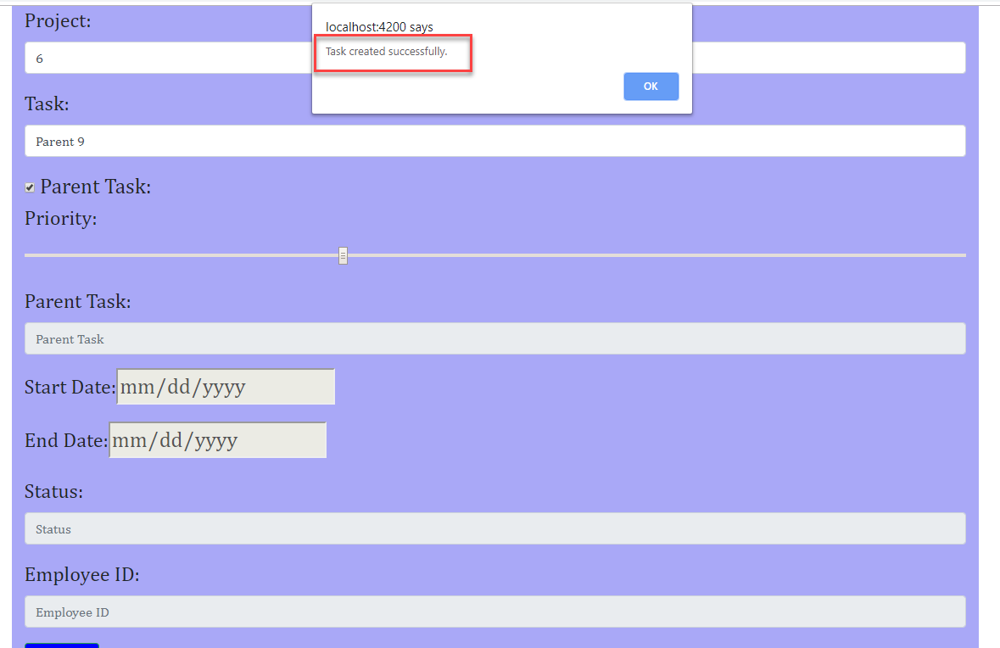 Project:
localhost:4200 says
Task created successfully.
6
OK
Task:
Parent 9
Parent Task:
Priority:
Parent Task:
Parent Task
Start Date:mm/dd/yyyy
End Date:mm/dd/yyyy
Status:
Status
Employee ID:
Employee ID